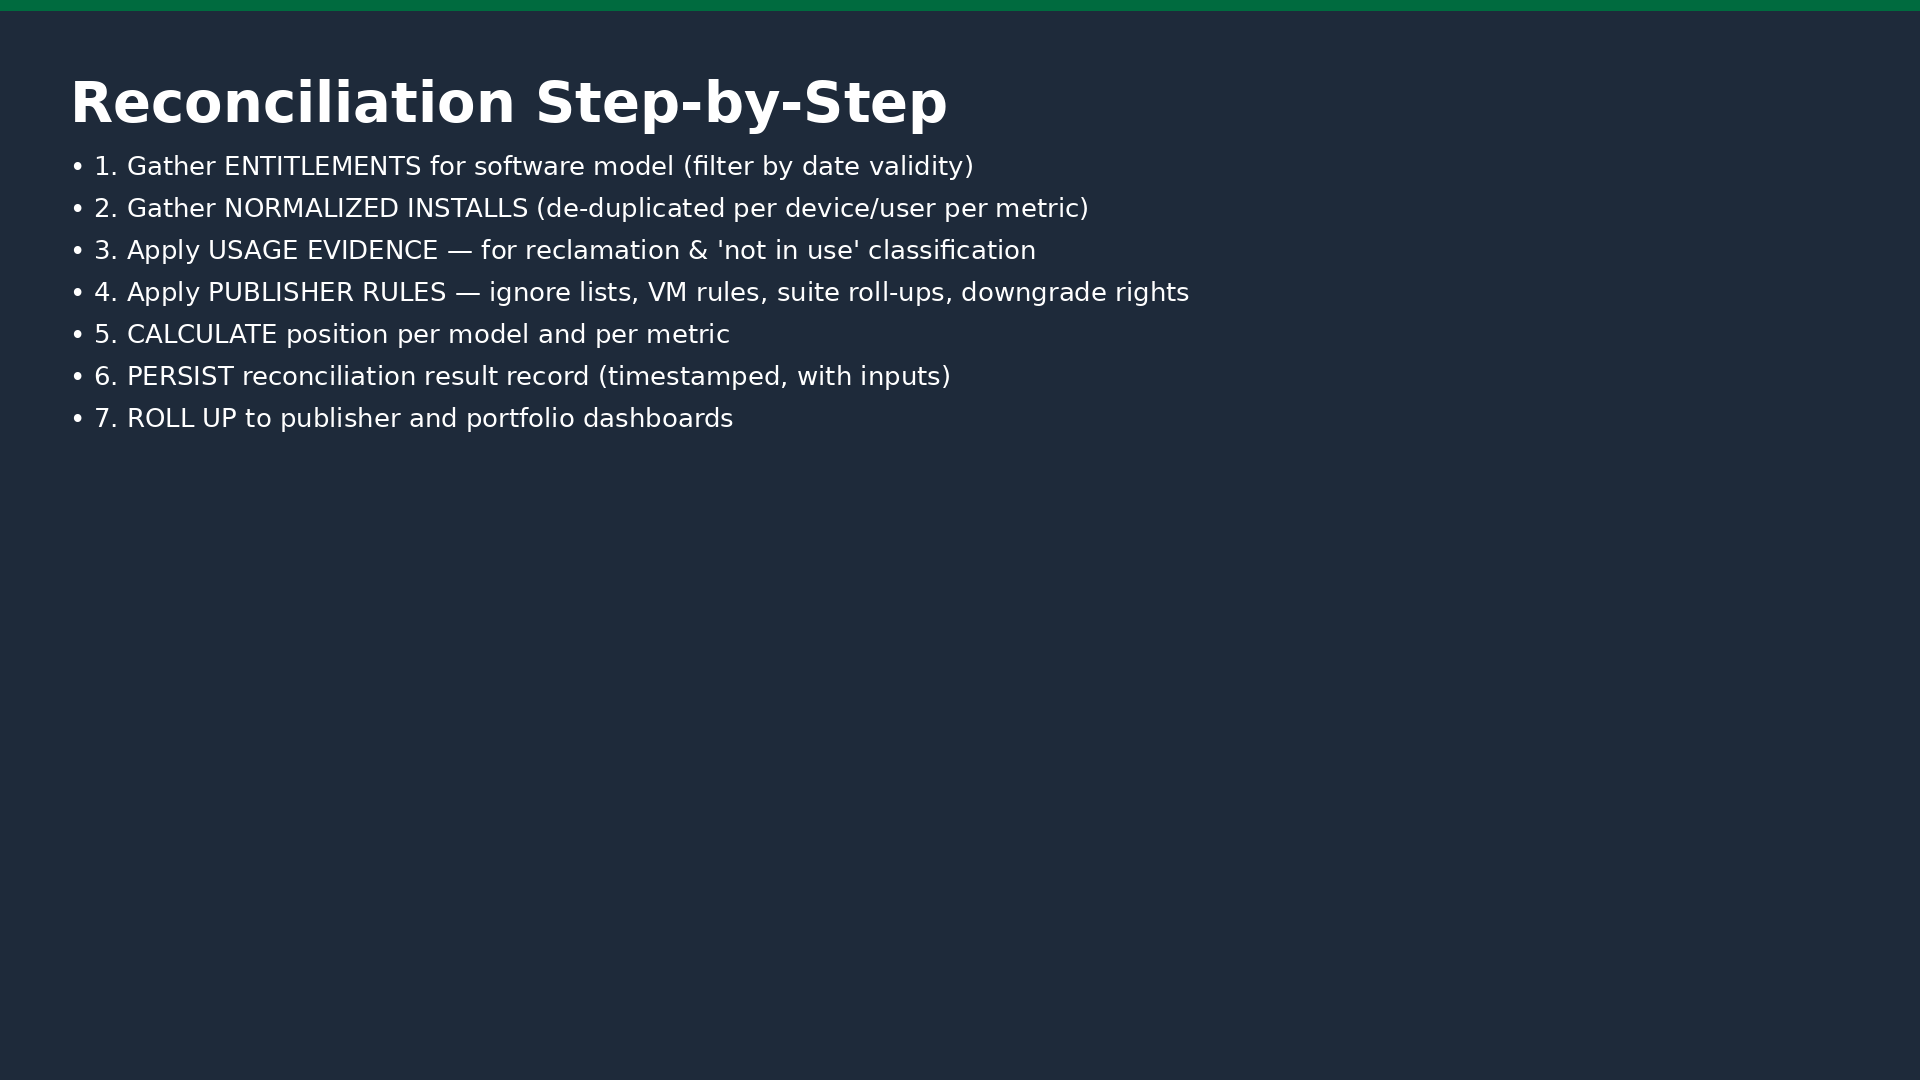 Reconciliation Step-by-Step
• 1. Gather ENTITLEMENTS for software model (filter by date validity)
• 2. Gather NORMALIZED INSTALLS (de-duplicated per device/user per metric)
• 3. Apply USAGE EVIDENCE — for reclamation & 'not in use' classification
• 4. Apply PUBLISHER RULES — ignore lists, VM rules, suite roll-ups, downgrade rights
• 5. CALCULATE position per model and per metric
• 6. PERSIST reconciliation result record (timestamped, with inputs)
• 7. ROLL UP to publisher and portfolio dashboards